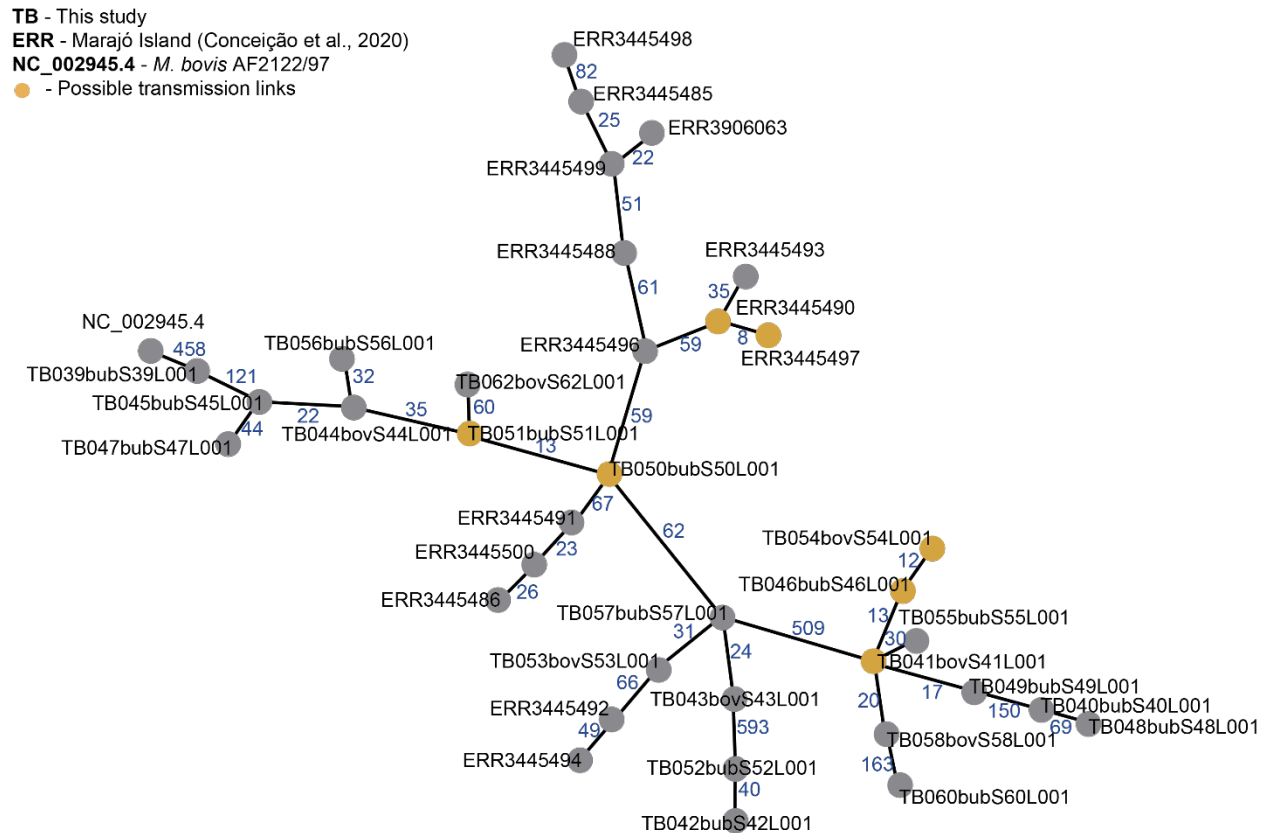 TB - This study
ERR - Marajó Island (Conceição et al., 2020)
NC_002945.4 - M. bovis AF2122/97
- Possible transmission links
ERR3445498
82
ERR3445485
25
ERR3906063
22
ERR3445499
51
ERR3445488
61
ERR3445493
35
ERR3445490
8
ERR3445497
59
ERR3445496
59
NC_002945.4
458
TB039bubS39L001
121
TB045bubS45L001
44
TB047bubS47L001
22
TB056bubS56L001
32
TB044bovS44L001
35
TB062bovS62L001
60
TB051bubS51L001
13
TB050bubS50L001
67
ERR3445491
23
ERR3445500
26
ERR3445486
62
TB057bubS57L001
31
TB053bovS53L001
66
ERR3445492
49
ERR3445494
24
TB043bovS43L001
593
TB052bubS52L001
40
TB042bubS42L001
509
TB054bovS54L001
12
TB046bubS46L001
13
TB055bubS55L001
30
TB041bovS41L001
17
TB049bubS49L001
150
TB040bubS40L001
69
TB048bubS48L001
20
TB058bovS58L001
163
TB060bubS60L001